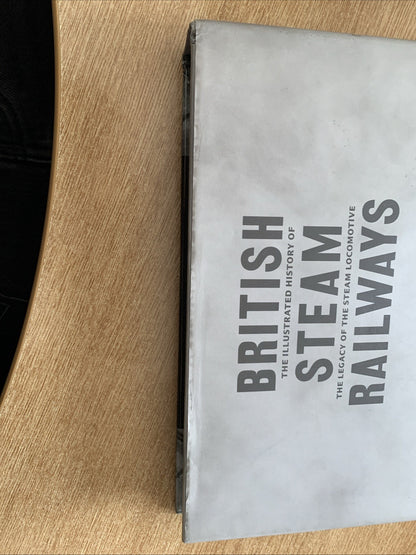 BRITISH
THE ILLUSTRATED HISTORY OF
STEAM
THE LEGACY OF THE STEAM LOCOMOTIVE
RAILWAYS